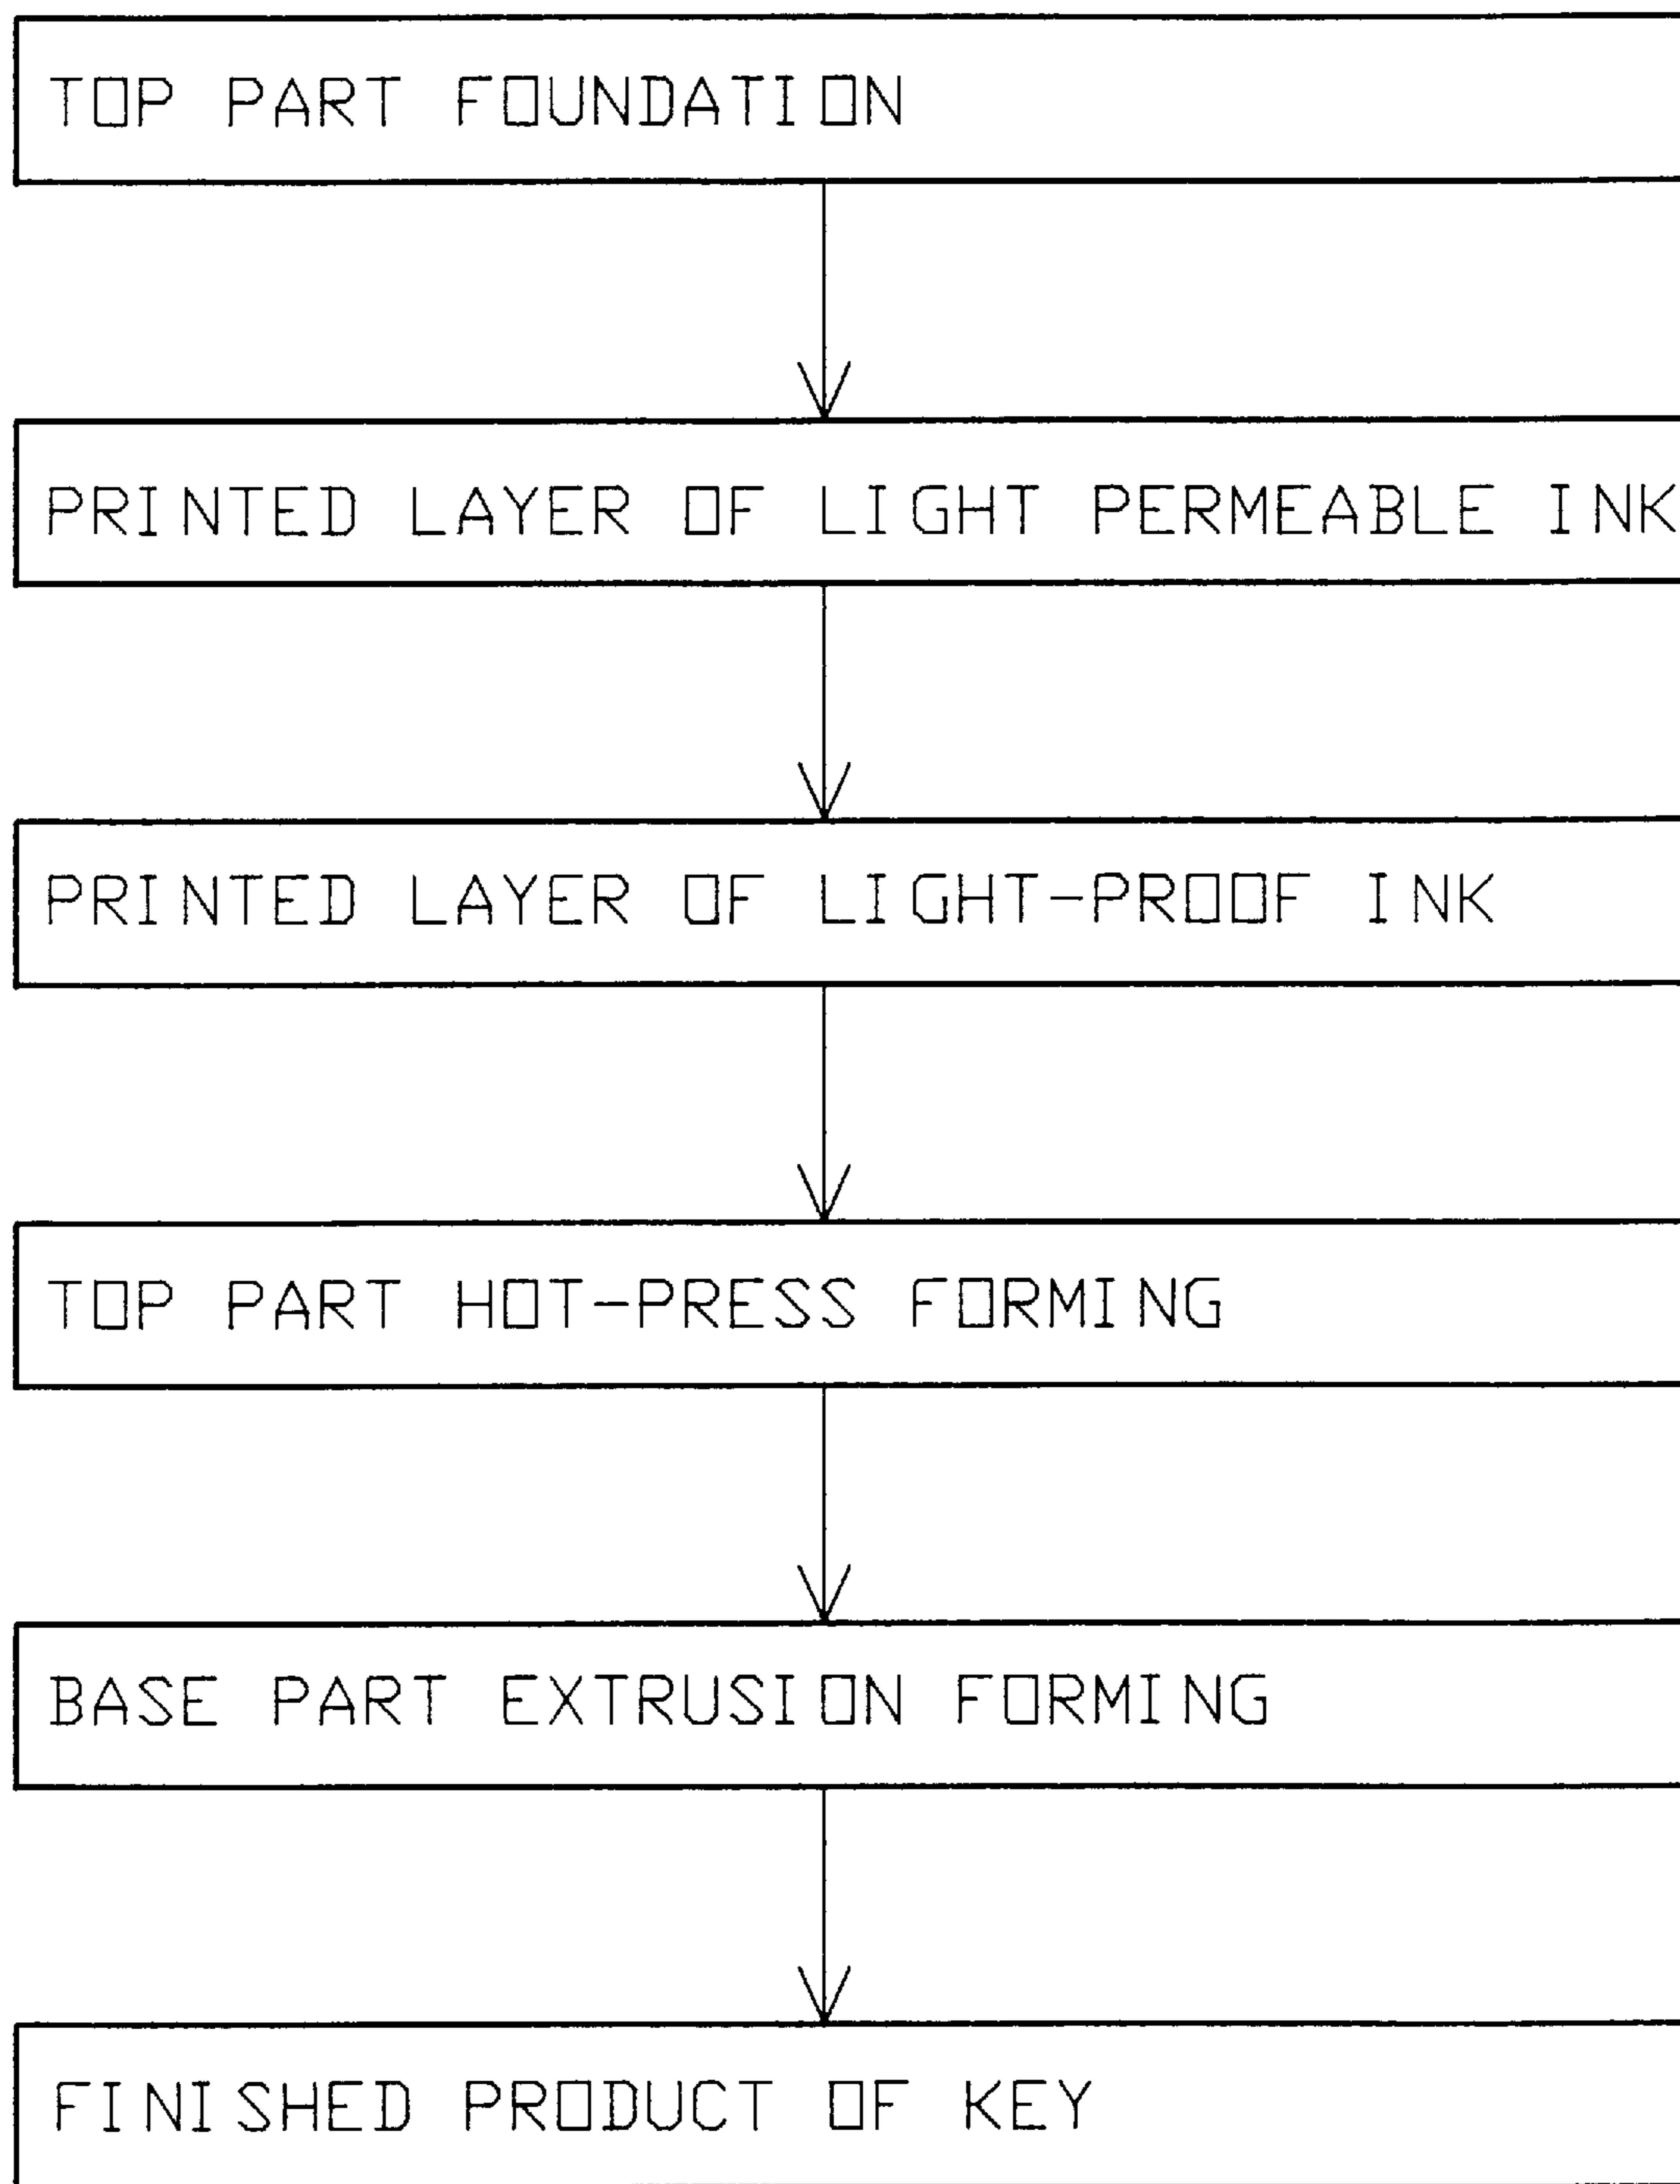 TOP PART FOUNDATION
PRINTED LAYER OF LIGHT PERMEABLE INK
PRINTED LAYER OF LIGHT-PROOF INK
TOP PART HOT-PRESS FORMING
BASE PART EXTRUSION FORMING
FINISHED PRODUCT OF KEY